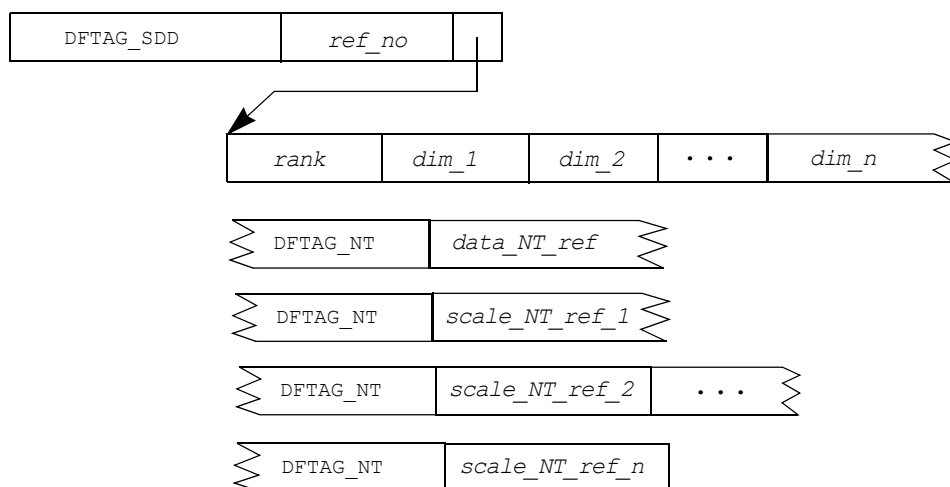 DFTAG_SDD ref_no
rank dim_1 dim_2 ... dim_n
DFTAG_NT data_NT_ref
DFTAG_NT scale_NT_ref_1
DFTAG_NT scale_NT_ref_2 ...
DFTAG_NT scale_NT_ref_n